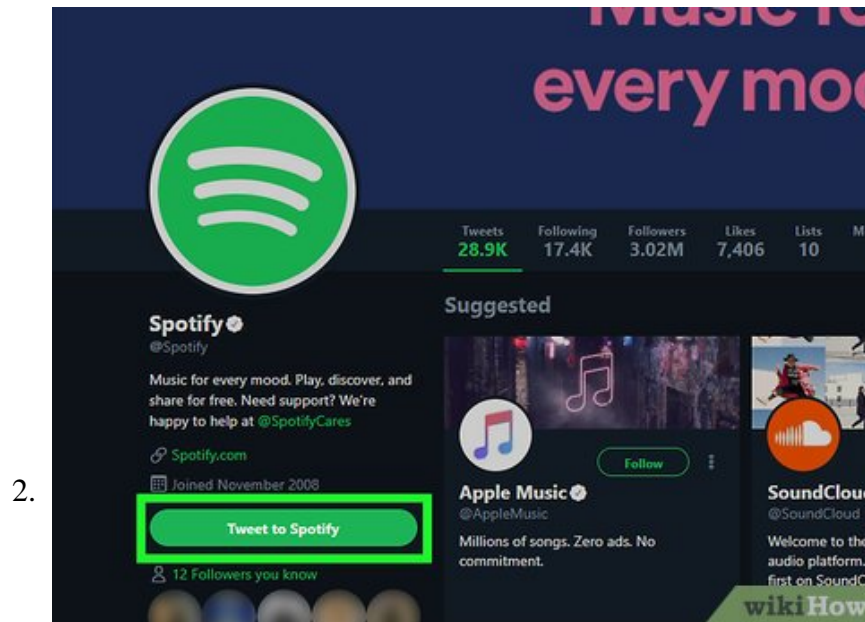 every
Tweets Following Followers Likes Lists
28.9K 17.4K 3.02M 7,406 10
Suggested
Spotify
@Spotify
Music for every mood. Play, discover, and
share for free. Need support? We're
happy to help at @SpotifyCares
Spotify.com
Joined November 2008
2.
Tweet to Spotify
12 Followers you know
Follow
Apple Music
@AppleMusic
Millions of songs. Zero ads. No
commitment.
@SoundCloud
Welcome to the
audio platform.
first on
wikiHow